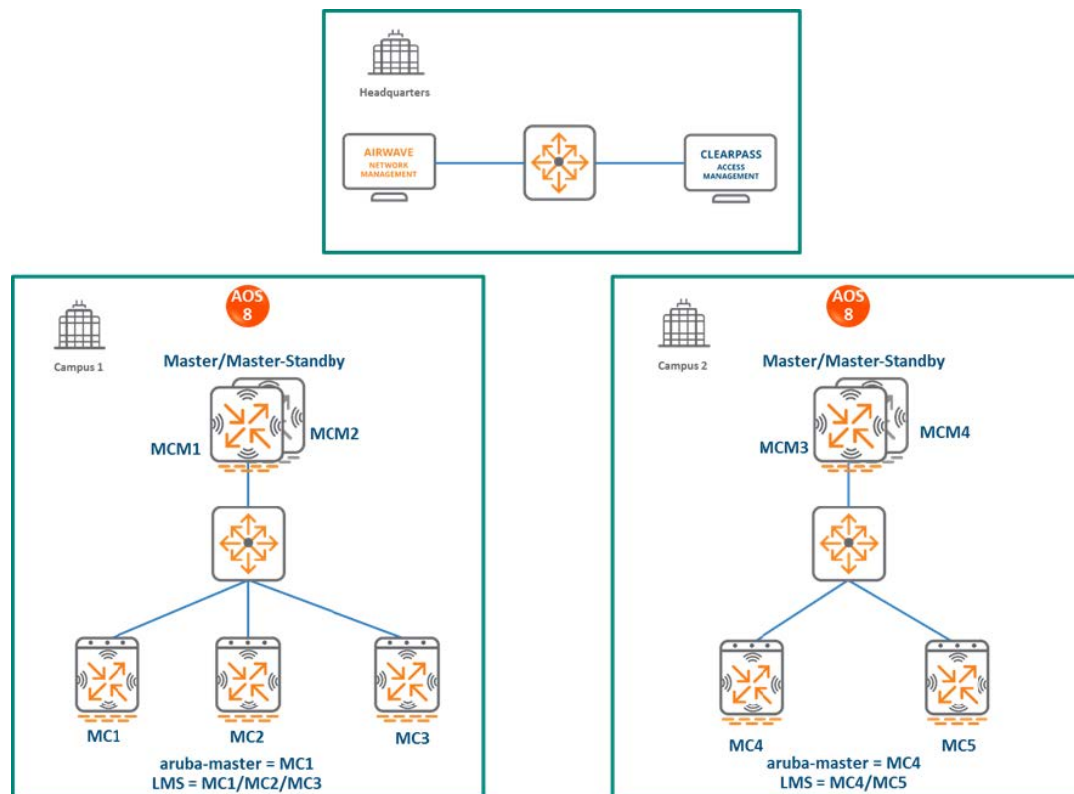 Headquarters
AIRWAVE
NETWORK
MANAGEMENT
CLEARPASS
ACCESS
MANAGEMENT
AOS
8
Campus 1
Master/Master-Standby
MCM1
MCM2
MC1
MC2
MC3
aruba-master = MC1
LMS = MC1/MC2/MC3
AOS
8
Campus 2
Master/Master-Standby
MCM3
MCM4
MC4
MC5
aruba-master = MC4
LMS = MC4/MC5